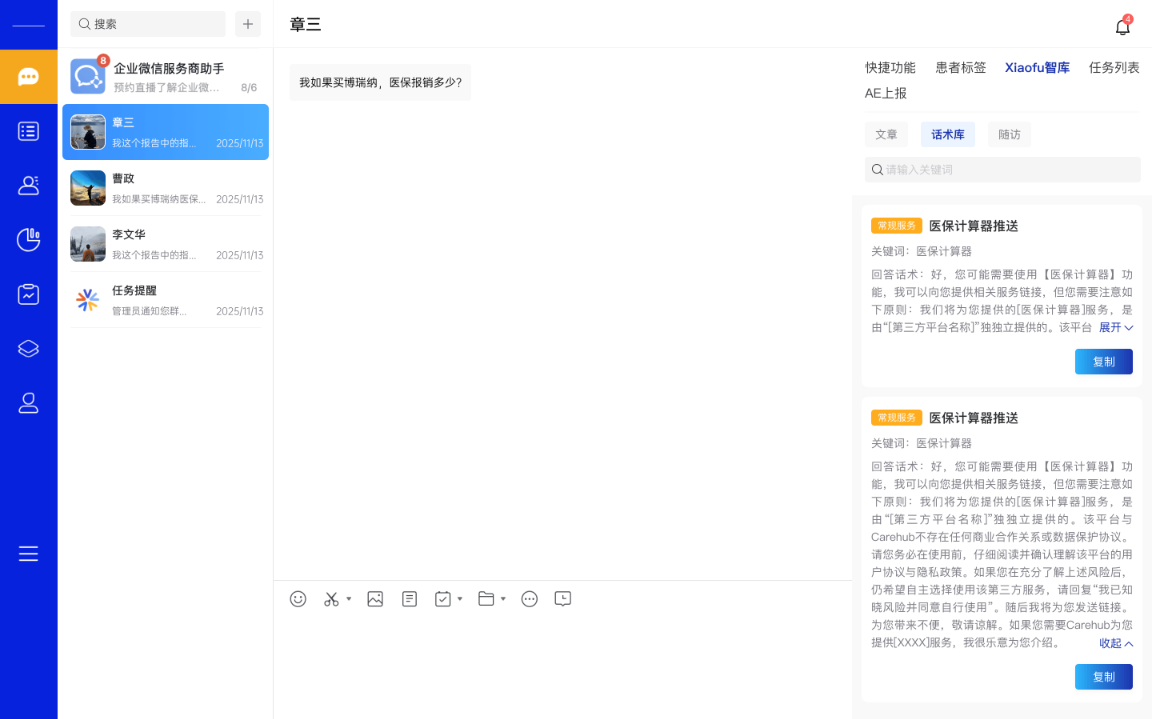 搜索
8
企业微信服务商助手
预约直播了解企业微...
8/6
章三
我这个报告中的指...
2025/11/13
曹政
我如果买博瑞纳医保...
2025/11/13
李文华
我这个报告中的指...
2025/11/13
任务提醒
管理员通知您群...
2025/11/13
章三
4
我如果买博瑞纳，医保报销多少？
快捷功能
患者标签
Xiaofu智库
任务列表
AE上报
文章
话术库
随访
请输入关键词
常规服务
医保计算器推送
关键词：医保计算器
回答话术：好，您可能需要使用【医保计算器】功
能，我可以向您提供相关服务链接，但您需要注意如
下原则：我们将为您提供的[医保计算器]服务，是
由“[第三方平台名称]”独独立提供的。该平台
展开
复制
常规服务
医保计算器推送
关键词：医保计算器
回答话术：好，您可能需要使用【医保计算器】功
能，我可以向您提供相关服务链接，但您需要注意如
下原则：我们将为您提供的[医保计算器]服务，是
由“[第三方平台名称]”独独立提供的。该平台与
Carehub不存在任何商业合作关系或数据保护协议。
请您务必在使用前，仔细阅读并确认理解该平台的用
户协议与隐私政策。如果您在充分了解上述风险后，
仍希望自主选择使用该第三方服务，请回复“我已知
晓风险并同意自行使用”。随后我将为您发送链接。
为您带来不便，敬请谅解。如果您需要Carehub为您
提供[XXXX]服务，我很乐意为您介绍。
收起
复制